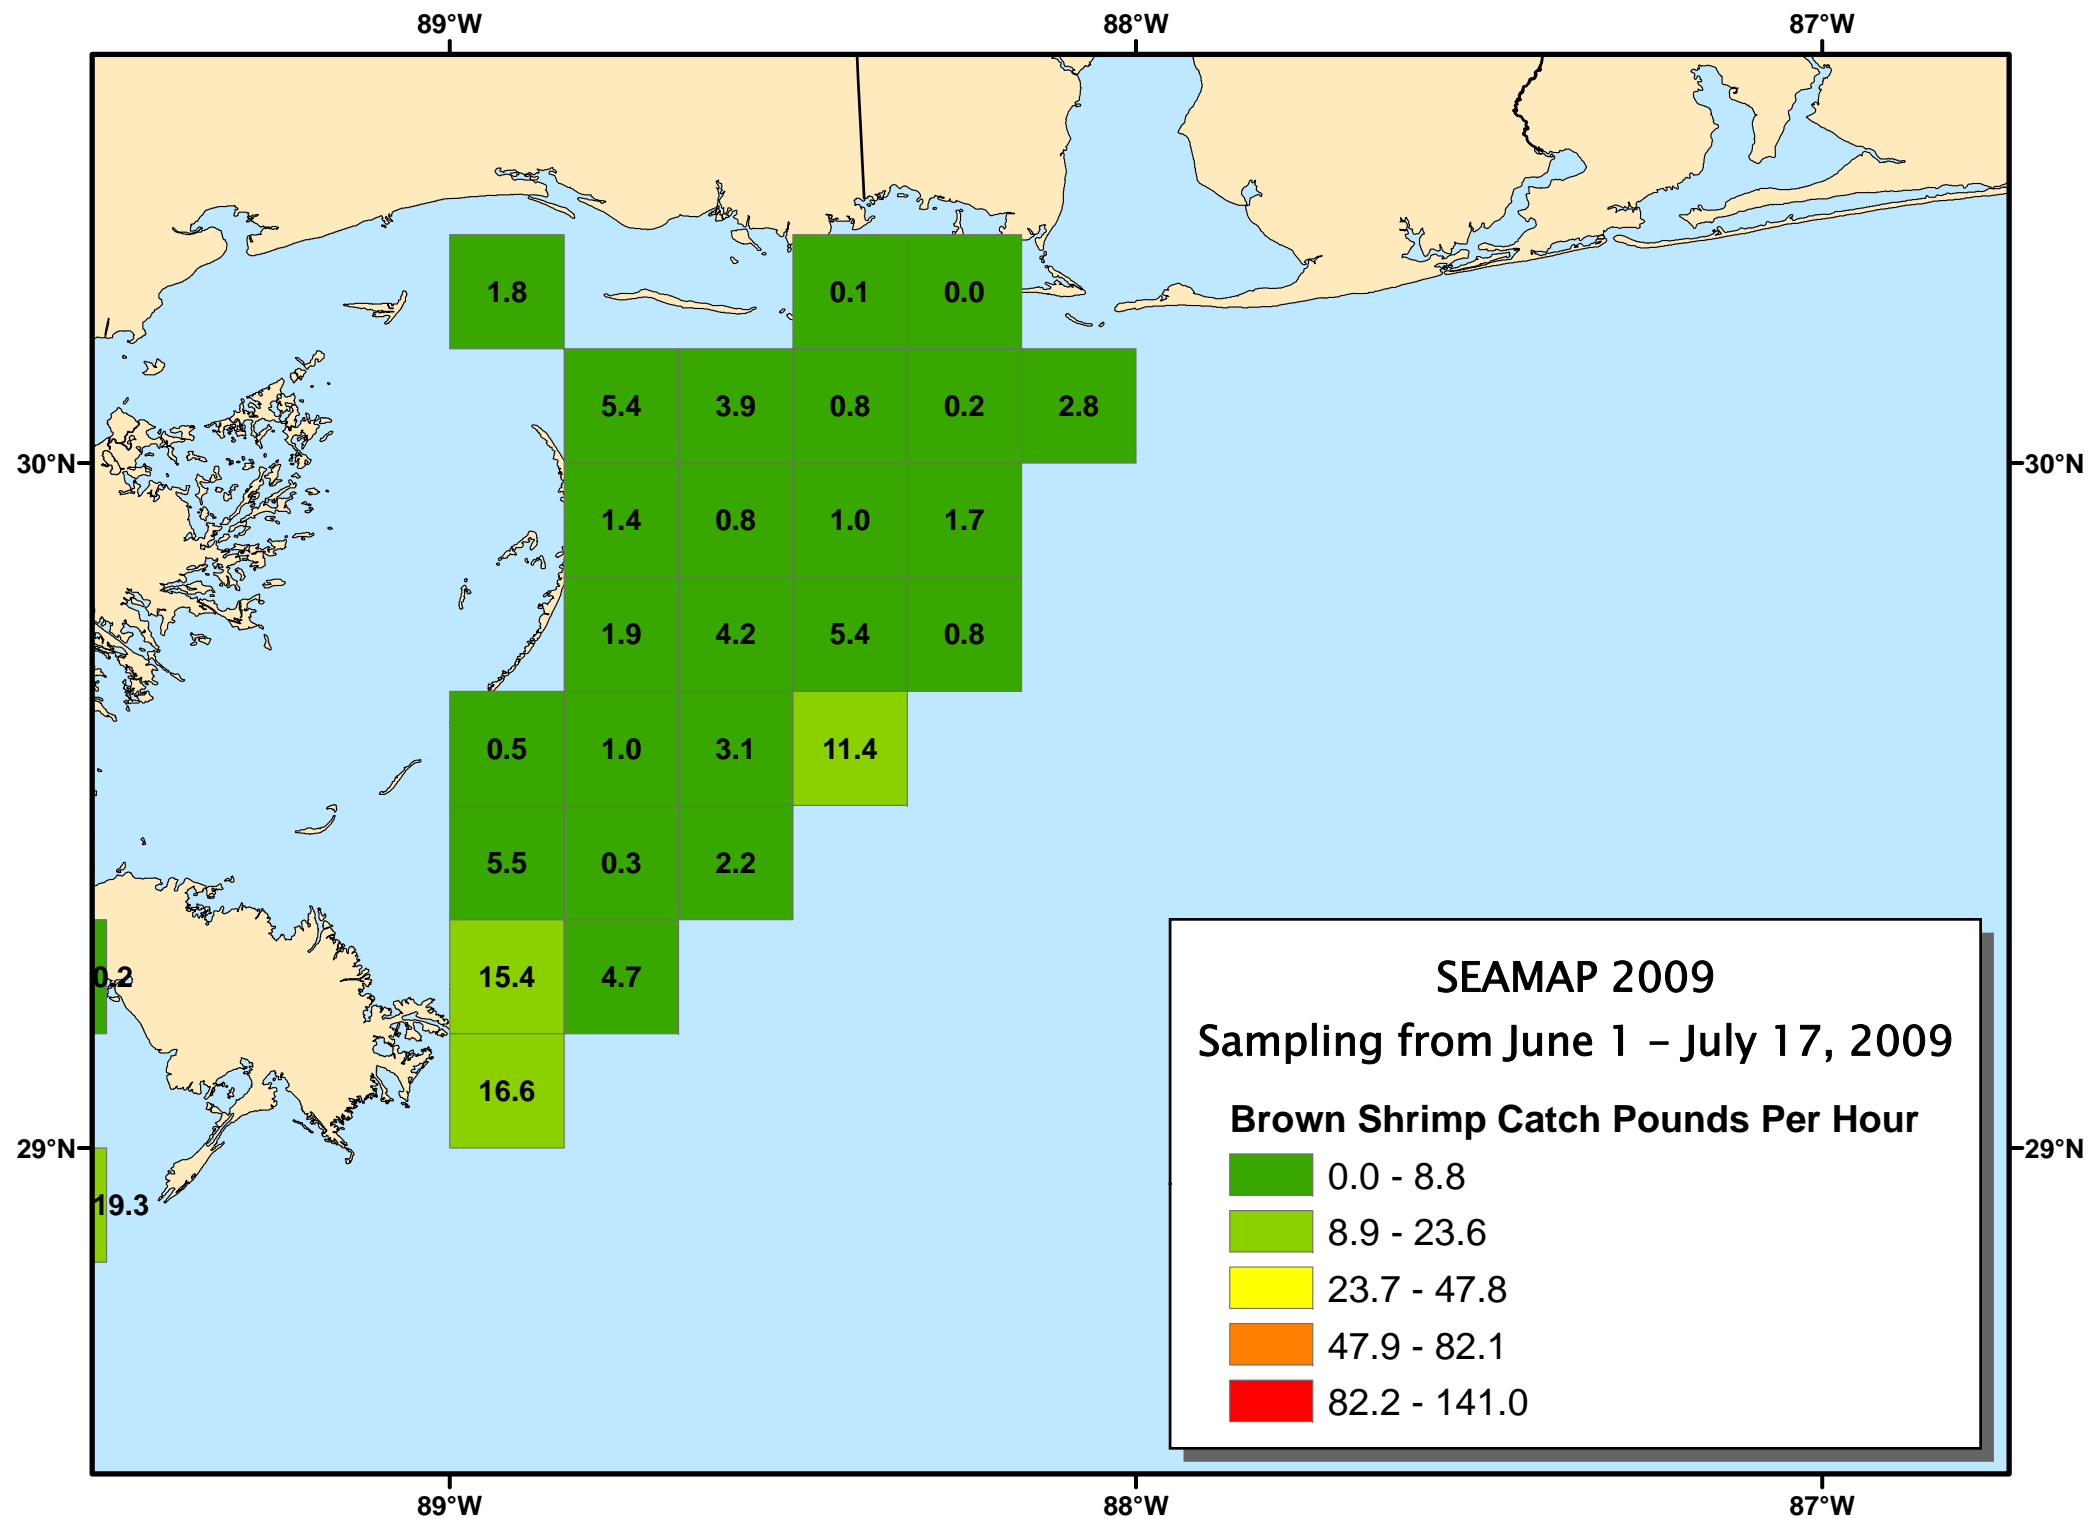 89°W 88°W 87°W
1.8 0.1 0.0
5.4 3.9 0.8 0.2 2.8
30°N 30°N
1.4 0.8 1.0 1.7
1.9 4.2 5.4 0.8
0.5 1.0 3.1 11.4
5.5 0.3 2.2
0.2 15.4 4.7
16.6
29°N 29°N
19.3
SEAMAP 2009
Sampling from June 1 – July 17, 2009
Brown Shrimp Catch Pounds Per Hour
0.0 - 8.8
8.9 - 23.6
23.7 - 47.8
47.9 - 82.1
82.2 - 141.0
89°W 88°W 87°W